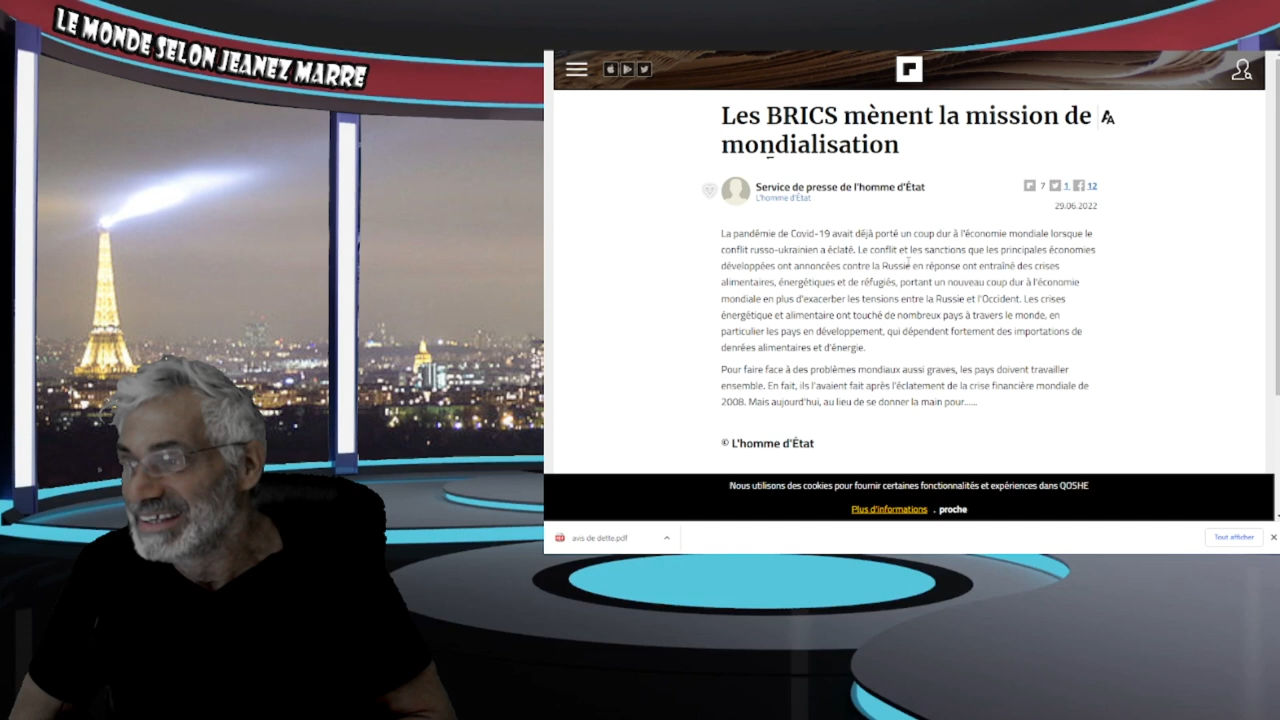 LE MONDE SELON JEANEZ MARRE
Les BRICS mènent la mission de
mondialisation
Service de presse de l'homme d'État
L'homme d'État
7 1 12
29.06.2022
La pandémie de Covid-19 avait déjà porté un coup dur à l'économie mondiale lorsque le
conflit russo-ukrainien a éclaté. Le conflit et les sanctions que les principales économies
développées ont annoncées contre la Russie en réponse ont entraîné des crises
alimentaires, énergétiques et de réfugiés, portant un nouveau coup dur à l'économie
mondiale en plus d'exacerber les tensions entre la Russie et l'Occident. Les crises
énergétique et alimentaire ont touché de nombreux pays à travers le monde, en
particulier les pays en développement, qui dépendent fortement des importations de
denrées alimentaires et d'énergie.
Pour faire face à des problèmes mondiaux aussi graves, les pays doivent travailler
ensemble. En fait, ils l'avaient fait après l'éclatement de la crise financière mondiale de
2008. Mais aujourd'hui, au lieu de se donner la main pour......
© L'homme d'État
Nous utilisons des cookies pour fournir certaines fonctionnalités et expériences dans QOSHE
Plus d'informations . proche
avis de dette.pdf
Tout afficher